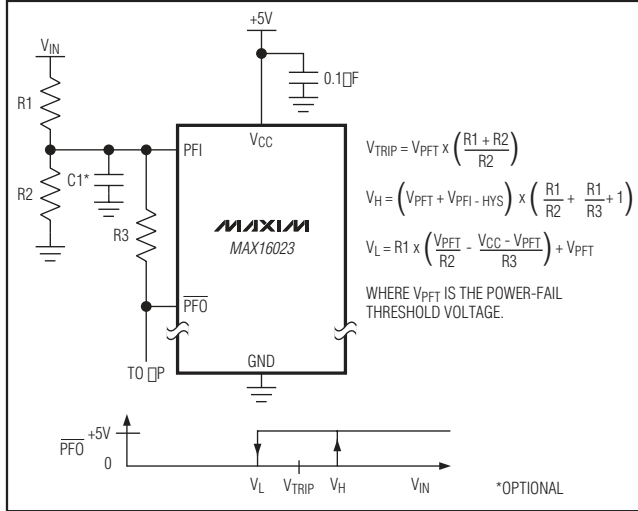 +5V
V_IN
0.1□F
R1
V_CC
PFI
C1*
R2
R3
MAXIM
MAX16023
PFO
GND
TO □P
V_TRIP = V_PFT x (R1 + R2 / R2)
V_H = (V_PFT + V_PFI - HYS) x (R1/R2 + R1/R3 + 1)
V_L = R1 x (V_PFT/R2 - V_CC - V_PFT/R3) + V_PFT
WHERE V_PFT IS THE POWER-FAIL
THRESHOLD VOLTAGE.
PFO
+5V
0
V_L
V_TRIP
V_H
V_IN
*OPTIONAL